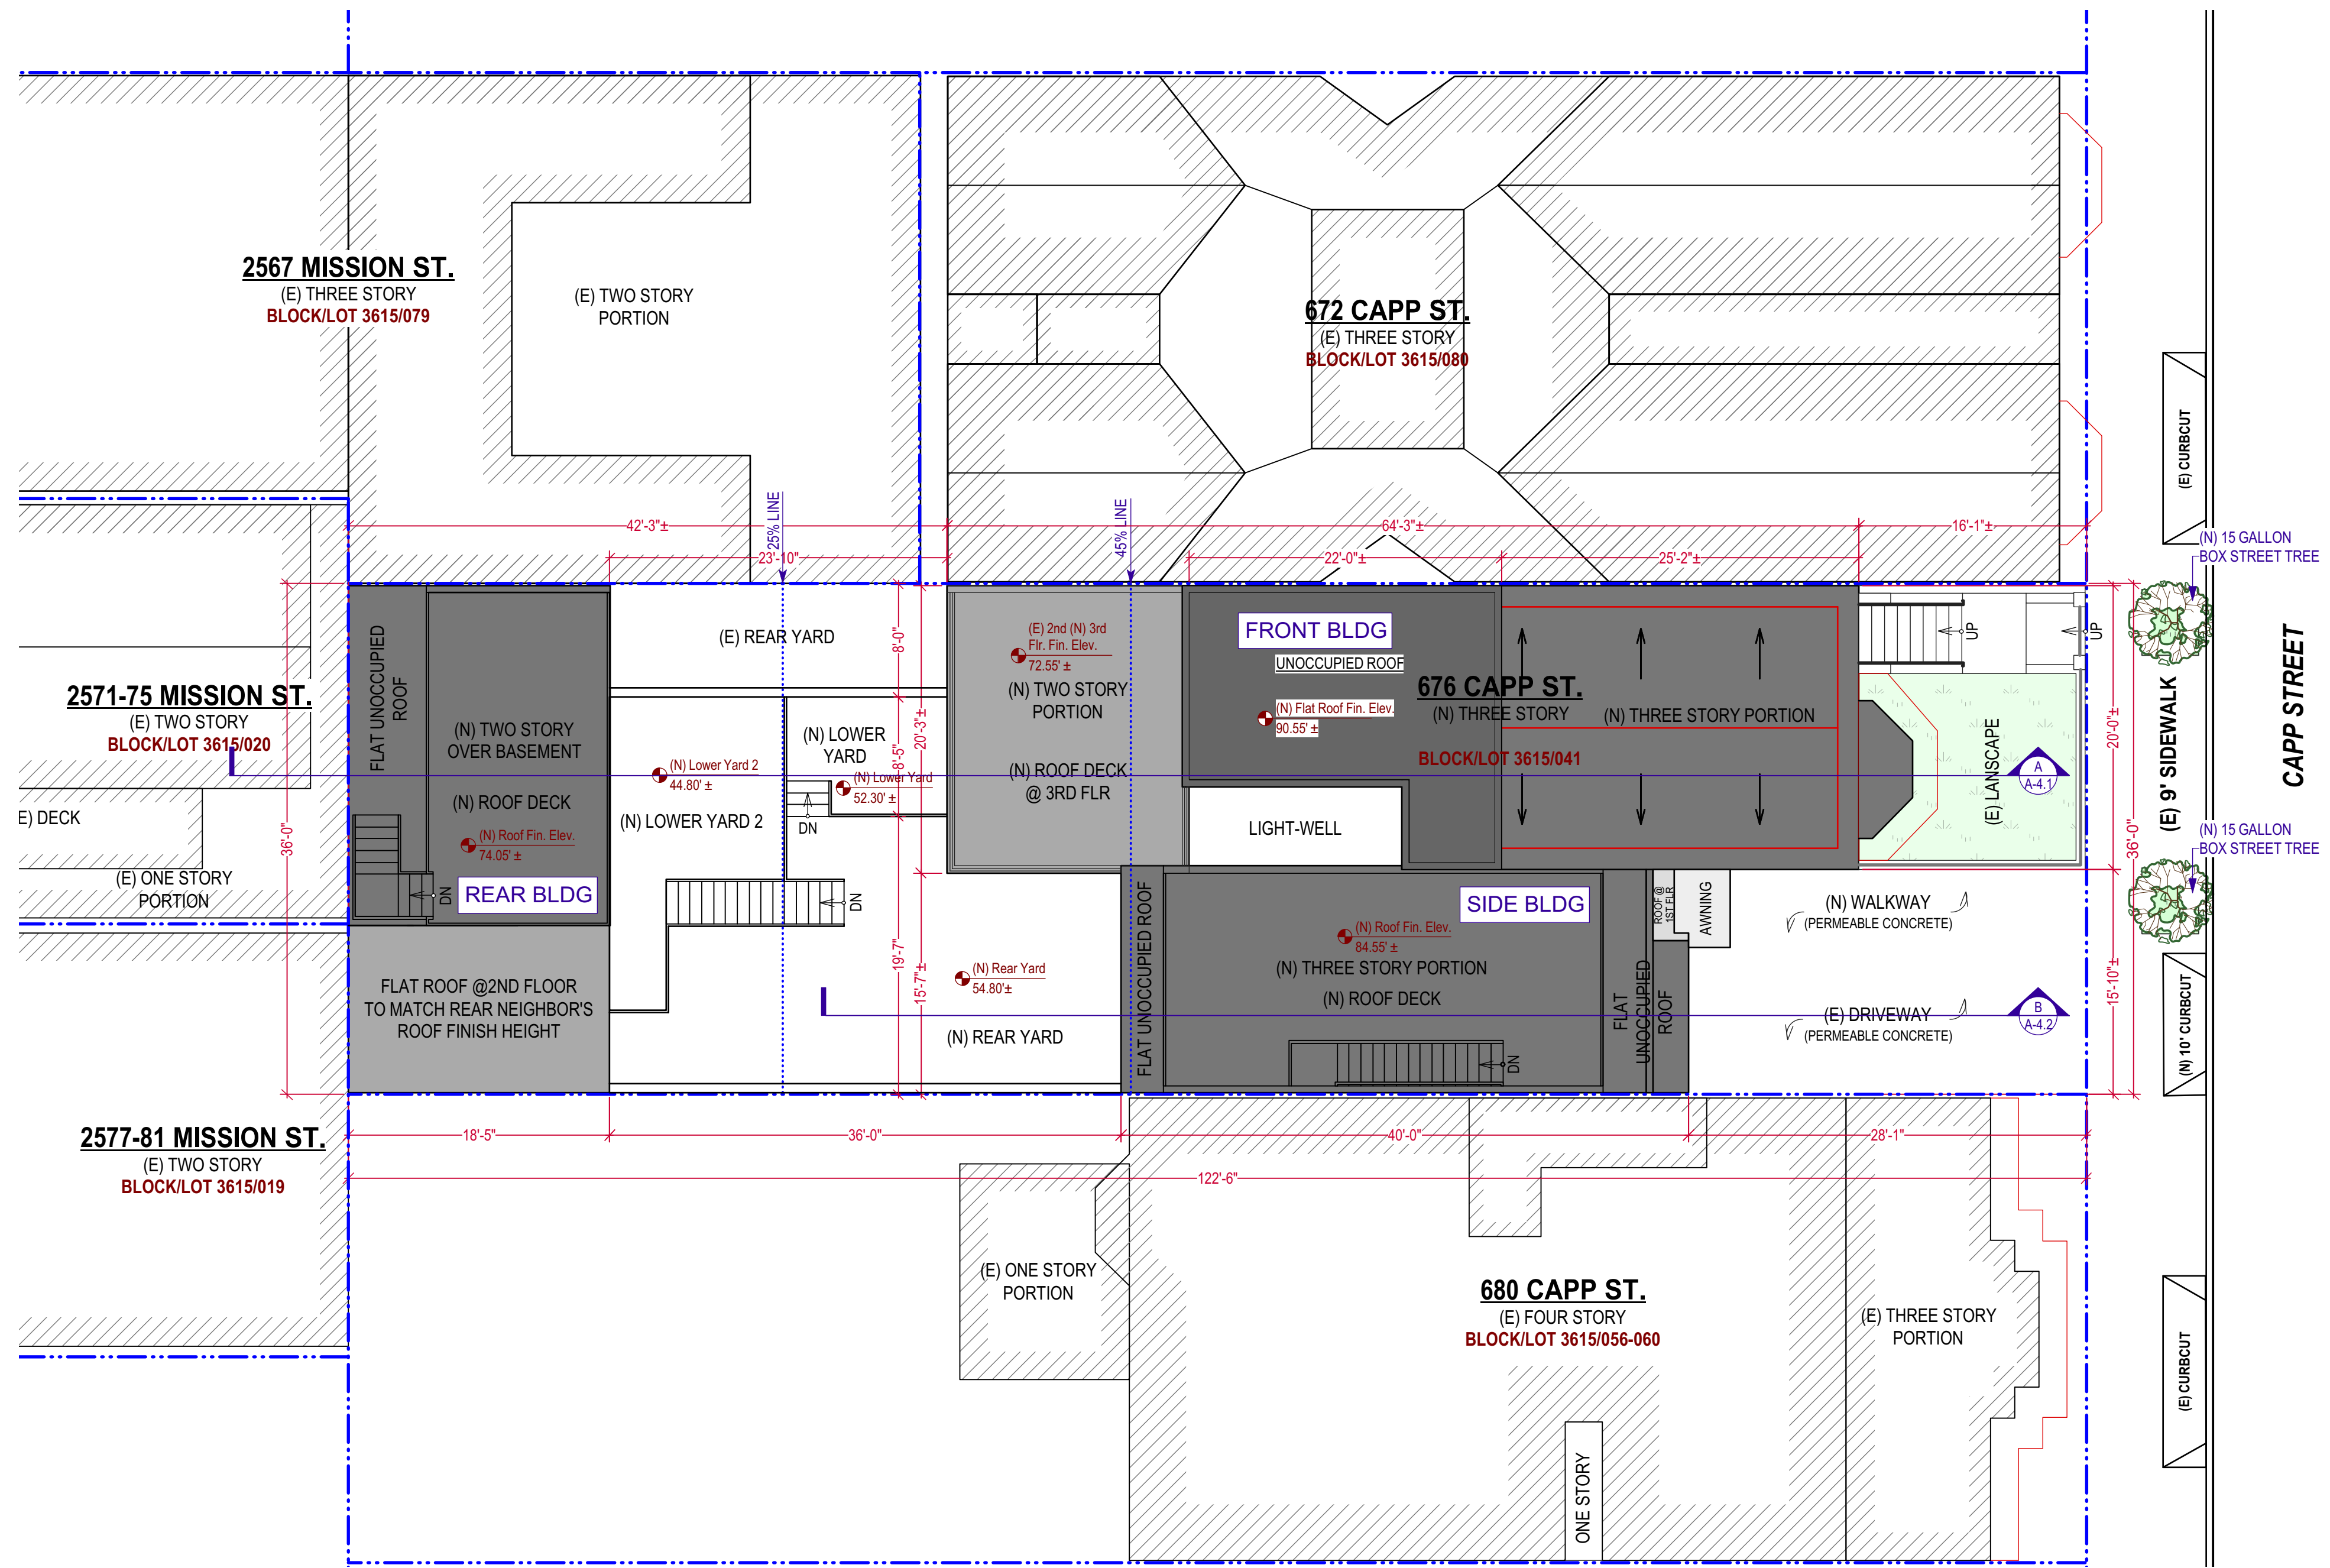 2567 MISSION ST.
(E) THREE STORY
BLOCK/LOT 3615/079
(E) TWO STORY
PORTION
672 CAPP ST.
(E) THREE STORY
BLOCK/LOT 3615/080
(E) CURBCUT
42'-3"±
25% LINE
45% LINE
64'-3"±
16'-1"±
23'-10"
22'-0"±
25'-2"±
(N) 15 GALLON
BOX STREET TREE
2571-75 MISSION ST.
(E) TWO STORY
BLOCK/LOT 3615/020
E) DECK
(E) ONE STORY
PORTION
36'-0"
FLAT UNOCCUPIED
ROOF
(N) TWO STORY
OVER BASEMENT
(N) ROOF DECK
(N) Roof Fin. Elev.
74.05' ±
DN
REAR BLDG
FLAT ROOF @2ND FLOOR
TO MATCH REAR NEIGHBOR'S
ROOF FINISH HEIGHT
(E) REAR YARD
8'-0"
(N) LOWER
YARD
(N) Lower Yard 2
44.80' ±
(N) Lower Yard
52.30' ±
8'-5"
20'-3"±
(N) LOWER YARD 2
DN
DN
19'-7"
15'-7"±
(N) Rear Yard
54.80'±
(N) REAR YARD
(E) 2nd (N) 3rd
Flr. Fin. Elev.
72.55' ±
(N) TWO STORY
PORTION
(N) ROOF DECK
@ 3RD FLR
FRONT BLDG
UNOCCUPIED ROOF
676 CAPP ST.
(N) THREE STORY
(N) THREE STORY PORTION
(N) Flat Roof Fin. Elev.
90.55' ±
BLOCK/LOT 3615/041
LIGHT-WELL
FLAT UNOCCUPIED ROOF
SIDE BLDG
(N) Roof Fin. Elev.
84.55' ±
(N) THREE STORY PORTION
(N) ROOF DECK
DN
FLAT
UNOCCUPIED
ROOF
ROOF @
1ST FLR
AWNING
UP
UP
(E) LANSCAPE
A
A-4.1
20'-0"±
36'-0"±
15'-10"±
(N) WALKWAY
(PERMEABLE CONCRETE)
(E) DRIVEWAY
(PERMEABLE CONCRETE)
B
A-4.2
(E) 9' SIDEWALK
CAPP STREET
(N) 15 GALLON
BOX STREET TREE
(N) 10' CURBCUT
18'-5"
36'-0"
40'-0"
28'-1"
122'-6"
2577-81 MISSION ST.
(E) TWO STORY
BLOCK/LOT 3615/019
(E) ONE STORY
PORTION
680 CAPP ST.
(E) FOUR STORY
BLOCK/LOT 3615/056-060
(E) THREE STORY
PORTION
ONE STORY
(E) CURBCUT